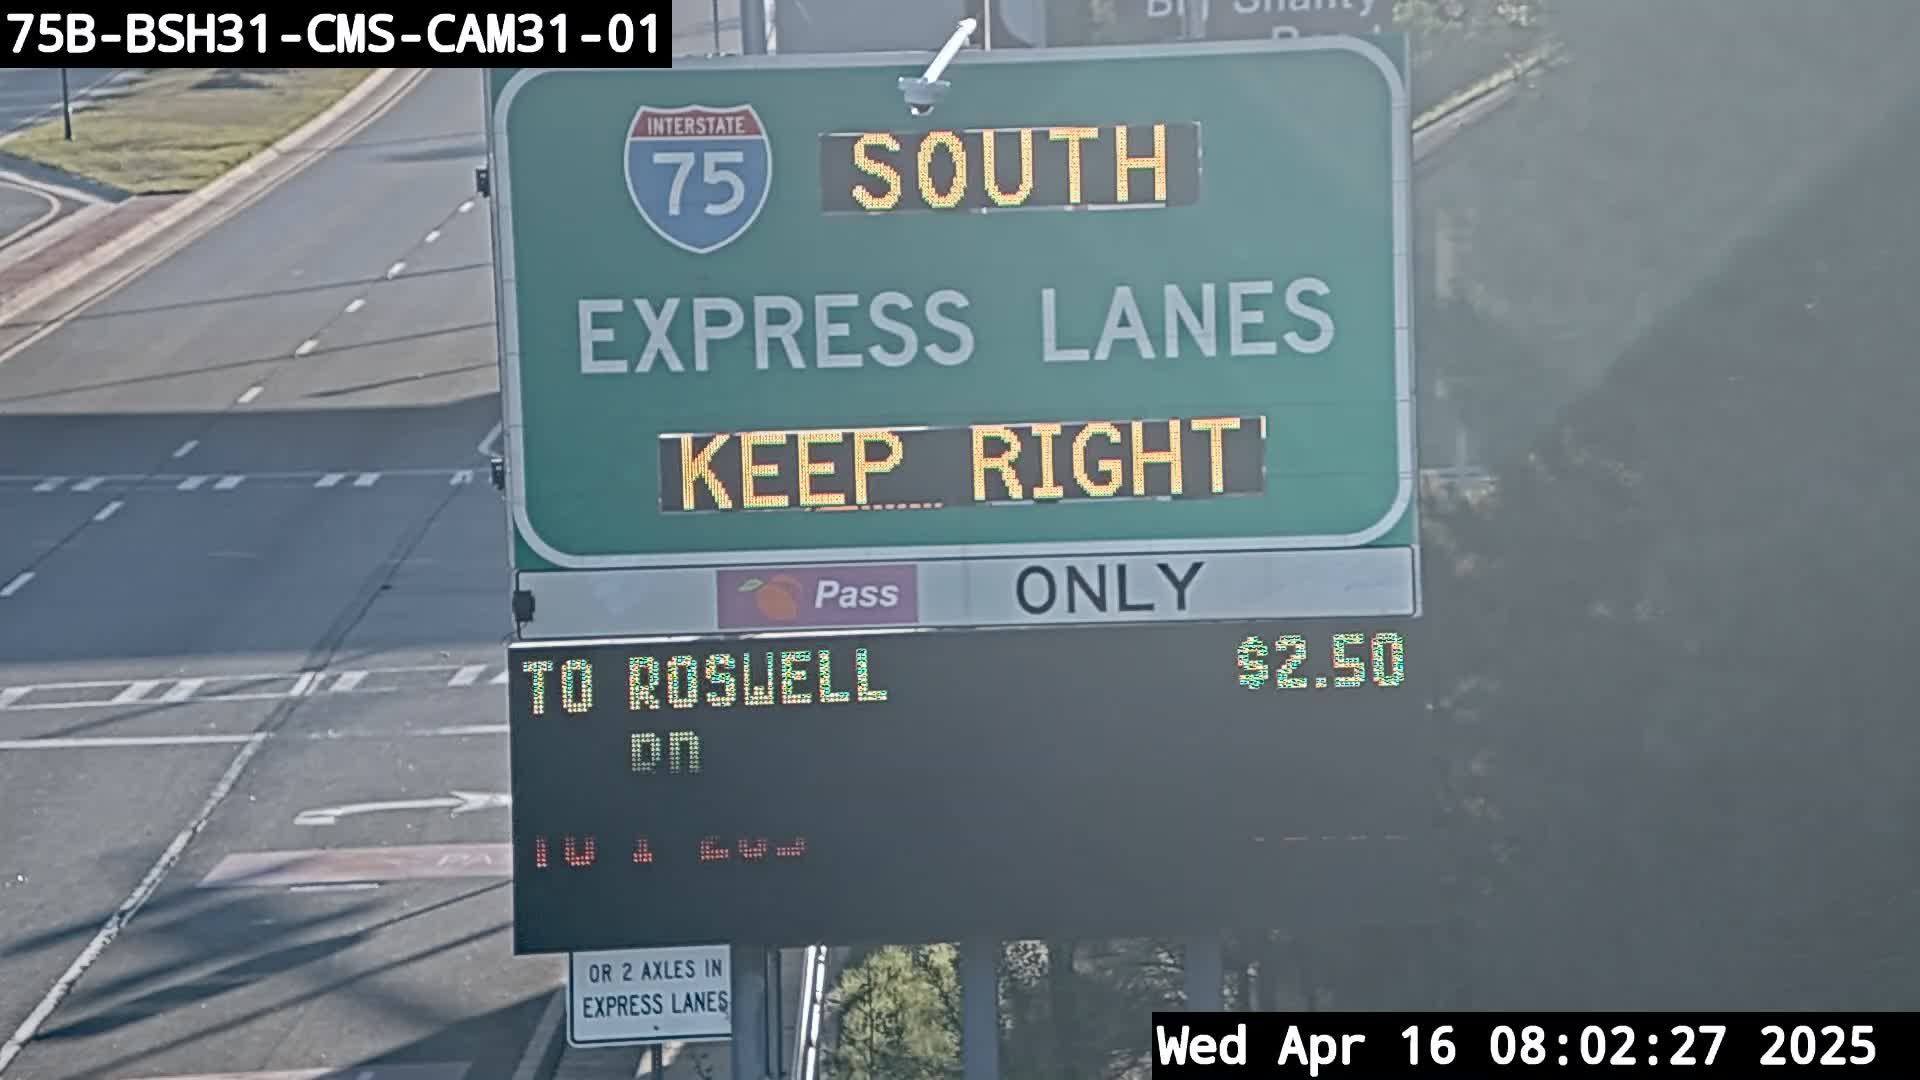 75B-BSH31-CMS-CAM31-01
INTERSTATE
75
SOUTH
EXPRESS LANES
KEEP RIGHT
Pass
ONLY
TO ROSWELL $2.50
OR 2 AXLES IN
EXPRESS LANES
Wed Apr 16 08:02:27 2025